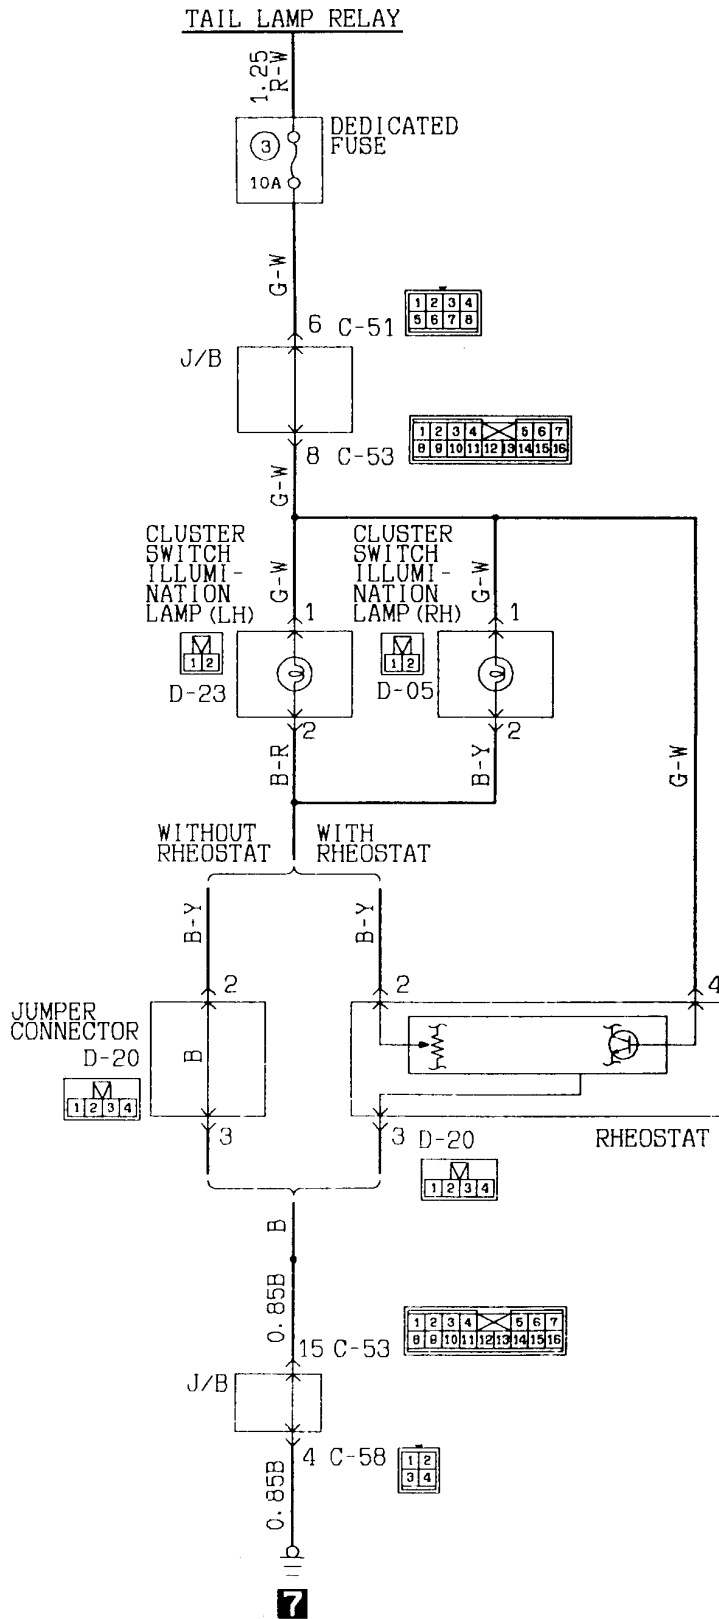 TAIL LAMP RELAY
1.25
R-W
DEDICATED
FUSE
3
10A
G-W
6 C-51
1 2 3 4
5 6 7 8
J/B
8 C-53
1 2 3 4 5 6 7
8 9 10 11 12 13 14 15 16
G-W
CLUSTER
SWITCH
ILLUMI-
NATION
LAMP (LH)
G-W
1
CLUSTER
SWITCH
ILLUMI-
NATION
LAMP (RH)
G-W
1
1 2
D-23
1 2
D-05
2
2
B-R
B-Y
G-W
WITHOUT
RHEOSTAT
WITH
RHEOSTAT
B-Y
B-Y
2
2
4
JUMPER
CONNECTOR
D-20
B
1 2 3 4
3
3 D-20
RHEOSTAT
1 2 3 4
B
0.85B
15 C-53
1 2 3 4 5 6 7
8 9 10 11 12 13 14 15 16
J/B
4 C-58
1 2
3 4
0.85B
7